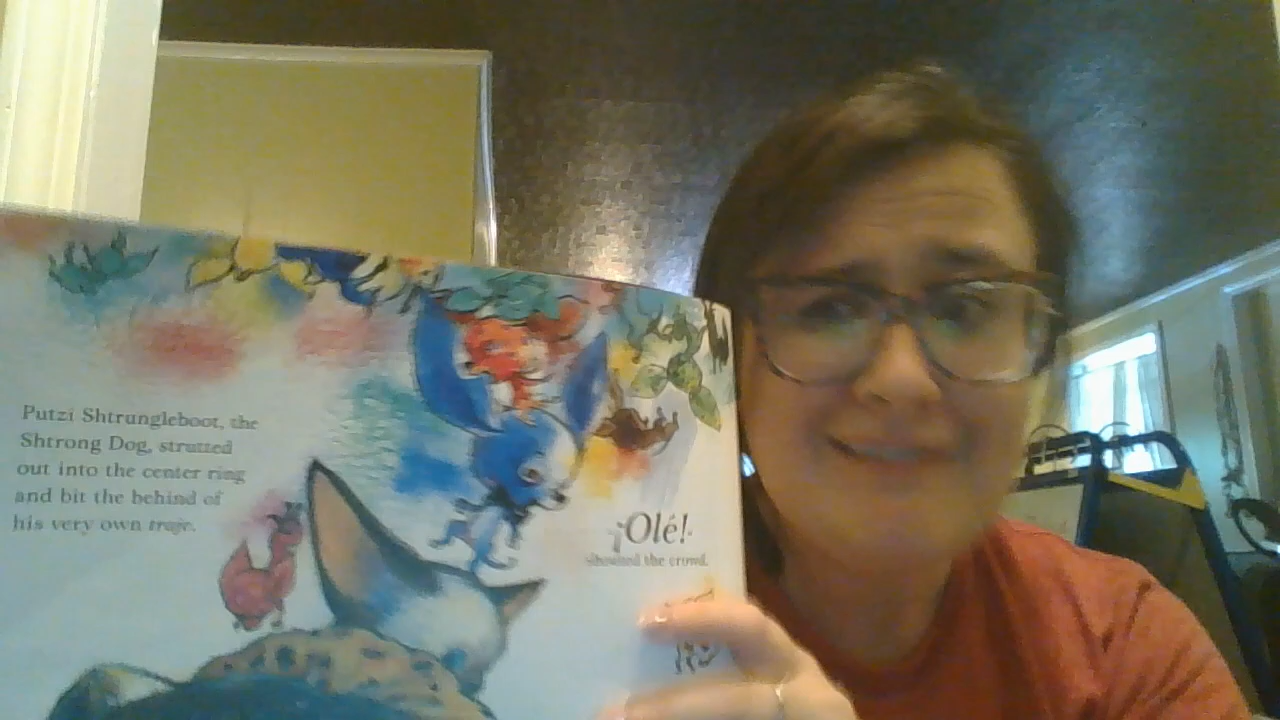 Putzi Shtrungleboot, the
Shtrong Dog, strutted
out into the center ring
and bit the behind of
his very own traje.
¡Olé!
shouted the crowd.